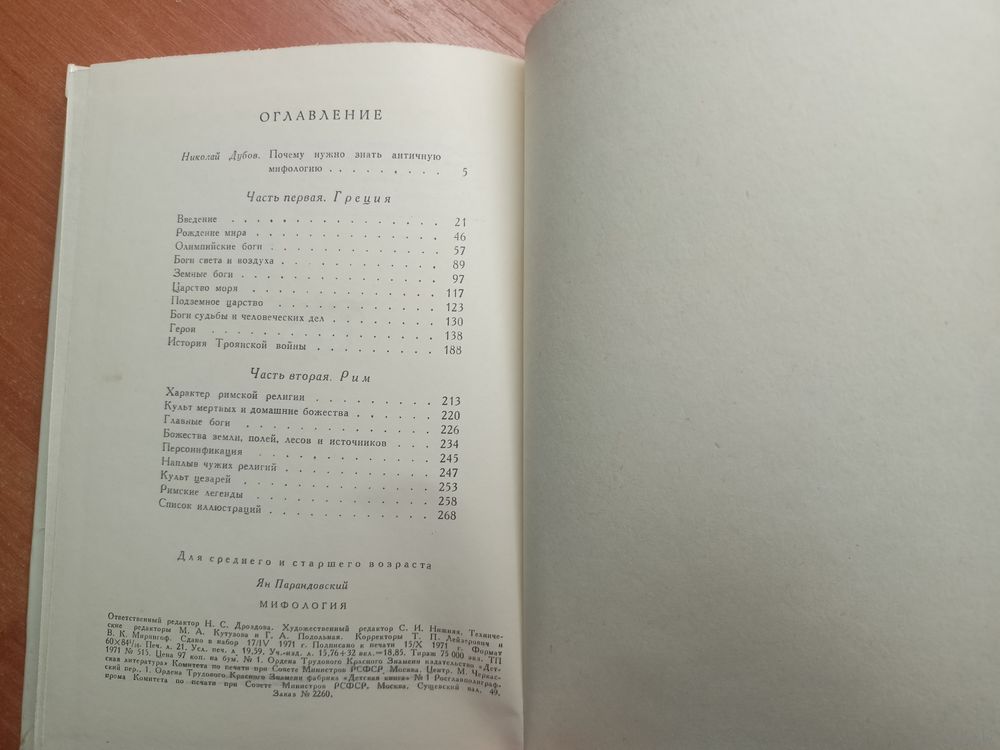 ОГЛАВЛЕНИЕ
Николай Дубов. Почему нужно знать античную
мифологию . . . . . . . . . 5
Часть первая. Греция
Введение . . . . . . . . . . . . . . 21
Рождение мира . . . . . . . . . . . . 46
Олимпийские боги . . . . . . . . . . . 57
Боги света и воздуха . . . . . . . . . . 89
Земные боги . . . . . . . . . . . . . 97
Царство моря . . . . . . . . . . . . 117
Подземное царство . . . . . . . . . . 123
Боги судьбы и человеческих дел . . . . . . . 130
Герои . . . . . . . . . . . . . . 138
История Троянской войны . . . . . . . . 188
Часть вторая. Рим
Характер римской религии . . . . . . . . 213
Культ мертвых и домашние божества . . . . . 220
Главные боги . . . . . . . . . . . . 226
Божества земли, полей, лесов и источников . . . 234
Персонификация . . . . . . . . . . . 245
Наплыв чужих религий . . . . . . . . . 247
Культ цезарей . . . . . . . . . . . . 253
Римские легенды . . . . . . . . . . . 258
Список иллюстраций . . . . . . . . . . 268
Для среднего и старшего возраста
Ян Парандовский
МИФОЛОГИЯ
Ответственный редактор Н. С. Дроздова. Художественный редактор С. И. Нижняя. Техниче-
ские редакторы М. А. Кутузова и Г. А. Подольная. Корректоры Т. П. Лейзерович и
В. К. Мирингоф. Сдано в набор 17/IV 1971 г. Подписано к печати 15/X 1971 г. Формат
60×84¹/₁₆. Печ. л. 21. Усл. печ. л. 19,59. Уч.-изд. л. 15,76+32 вкл.=18,85. Тираж 75 000 экз. ТП
1971 № 515. Цена 97 коп. на бум. № 1. Ордена Трудового Красного Знамени издательство «Дет-
ская литература» Комитета по печати при Совете Министров РСФСР. Москва. Центр. М. Черкас-
ский пер., 1. Ордена Трудового Красного Знамени фабрика «Детская книга» № 1 Росглавполиграф-
прома Комитета по печати при Совете Министров РСФСР. Москва. Сущевский вал, 49.
Заказ № 2260.